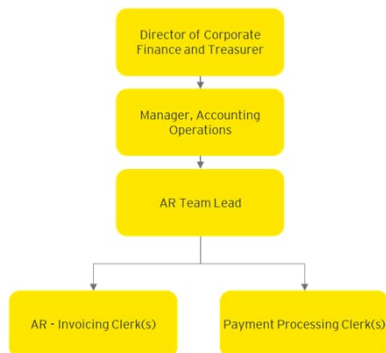 Director of Corporate
Finance and Treasurer
Manager, Accounting
Operations
AR Team Lead
AR - Invoicing Clerk(s)
Payment Processing Clerk(s)